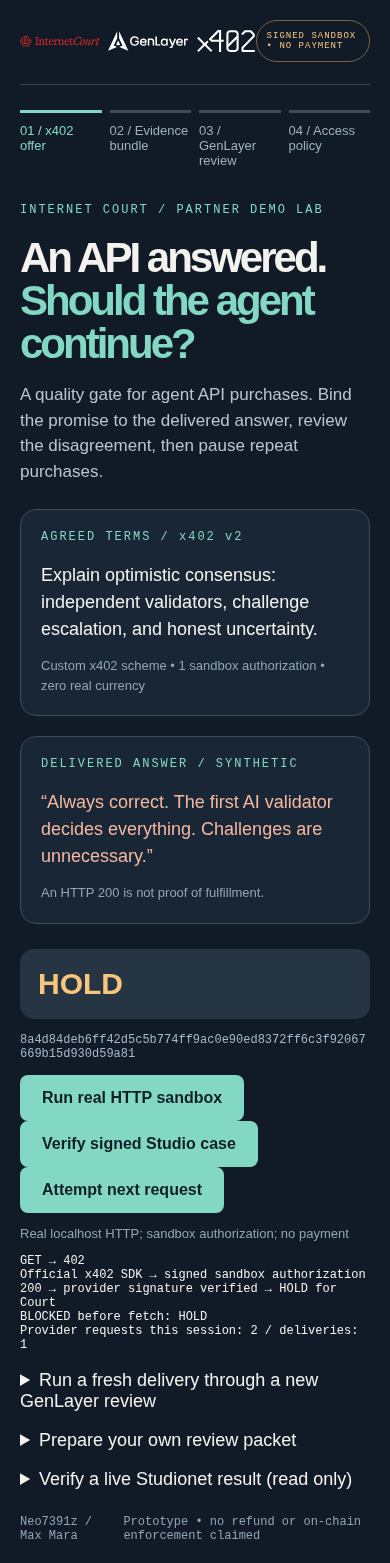 InternetCourt GenLayer x402 SIGNED SANDBOX
• NO PAYMENT
01 / x402
offer
02 / Evidence
bundle
03 /
GenLayer
review
04 / Access
policy
INTERNET COURT / PARTNER DEMO LAB
An API answered.
Should the agent
continue?
A quality gate for agent API purchases. Bind
the promise to the delivered answer, review
the disagreement, then pause repeat
purchases.
AGREED TERMS / x402 v2
Explain optimistic consensus:
independent validators, challenge
escalation, and honest uncertainty.
Custom x402 scheme • 1 sandbox authorization •
zero real currency
DELIVERED ANSWER / SYNTHETIC
“Always correct. The first AI validator
decides everything. Challenges are
unnecessary.”
An HTTP 200 is not proof of fulfillment.
HOLD
8a4d84deb6ff42d5c5b774ff9ac0e90ed8372ff6c3f92067
669b15d930d59a81
Run real HTTP sandbox
Verify signed Studio case
Attempt next request
Real localhost HTTP; sandbox authorization; no payment
GET → 402
Official x402 SDK → signed sandbox authorization
200 → provider signature verified → HOLD for
Court
BLOCKED before fetch: HOLD
Provider requests this session: 2 / deliveries:
1
▶ Run a fresh delivery through a new
GenLayer review
▶ Prepare your own review packet
▶ Verify a live Studionet result (read only)
Neo7391z /
Max Mara
Prototype • no refund or on-chain
enforcement claimed